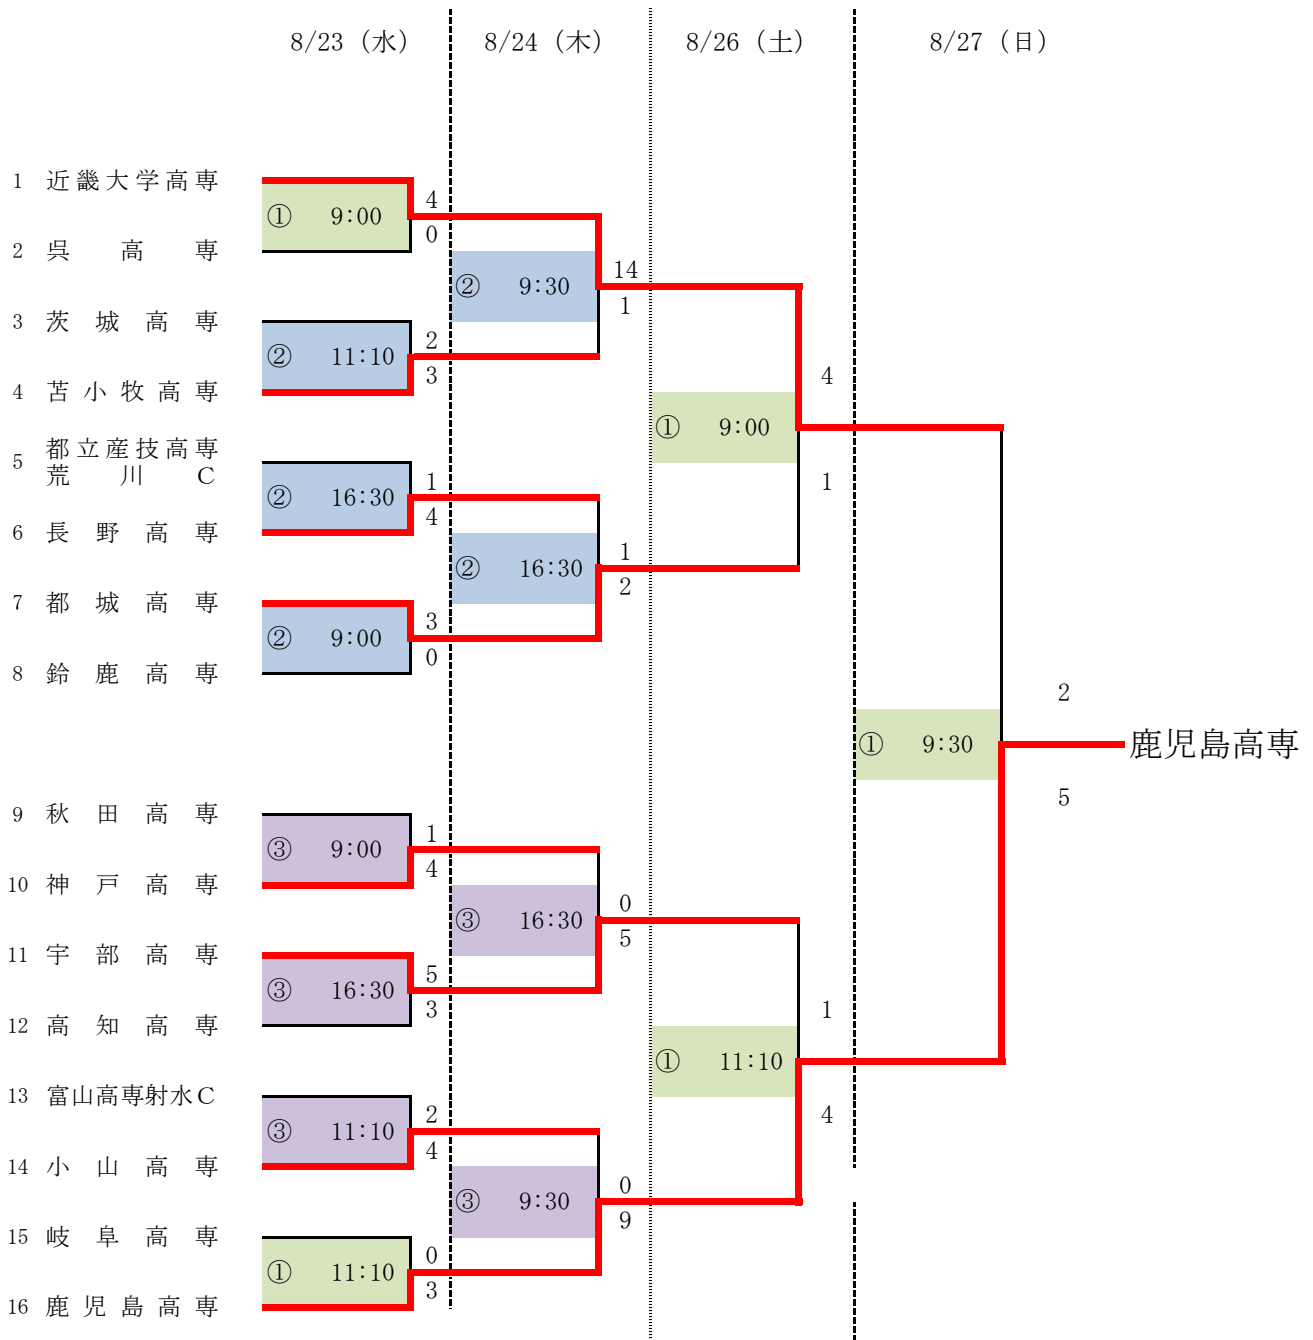 8/23（水） 8/24（木） 8/26（土） 8/27（日）
1 近畿大学高専
① 9:00
4
0
2 呉高専
② 9:30
14
1
3 茨城高専
② 11:10
2
3
4 苫小牧高専
① 9:00
4
1
5 都立産技高専
荒川C
② 16:30
1
4
6 長野高専
② 16:30
1
2
7 都城高専
② 9:00
3
0
8 鈴鹿高専
① 9:30
2
5
鹿児島高専
9 秋田高専
③ 9:00
1
4
10 神戸高専
③ 16:30
0
5
11 宇部高専
③ 16:30
5
3
12 高知高専
① 11:10
1
4
13 富山高専射水C
③ 11:10
2
4
14 小山高専
③ 9:30
0
9
15 岐阜高専
① 11:10
0
3
16 鹿児島高専